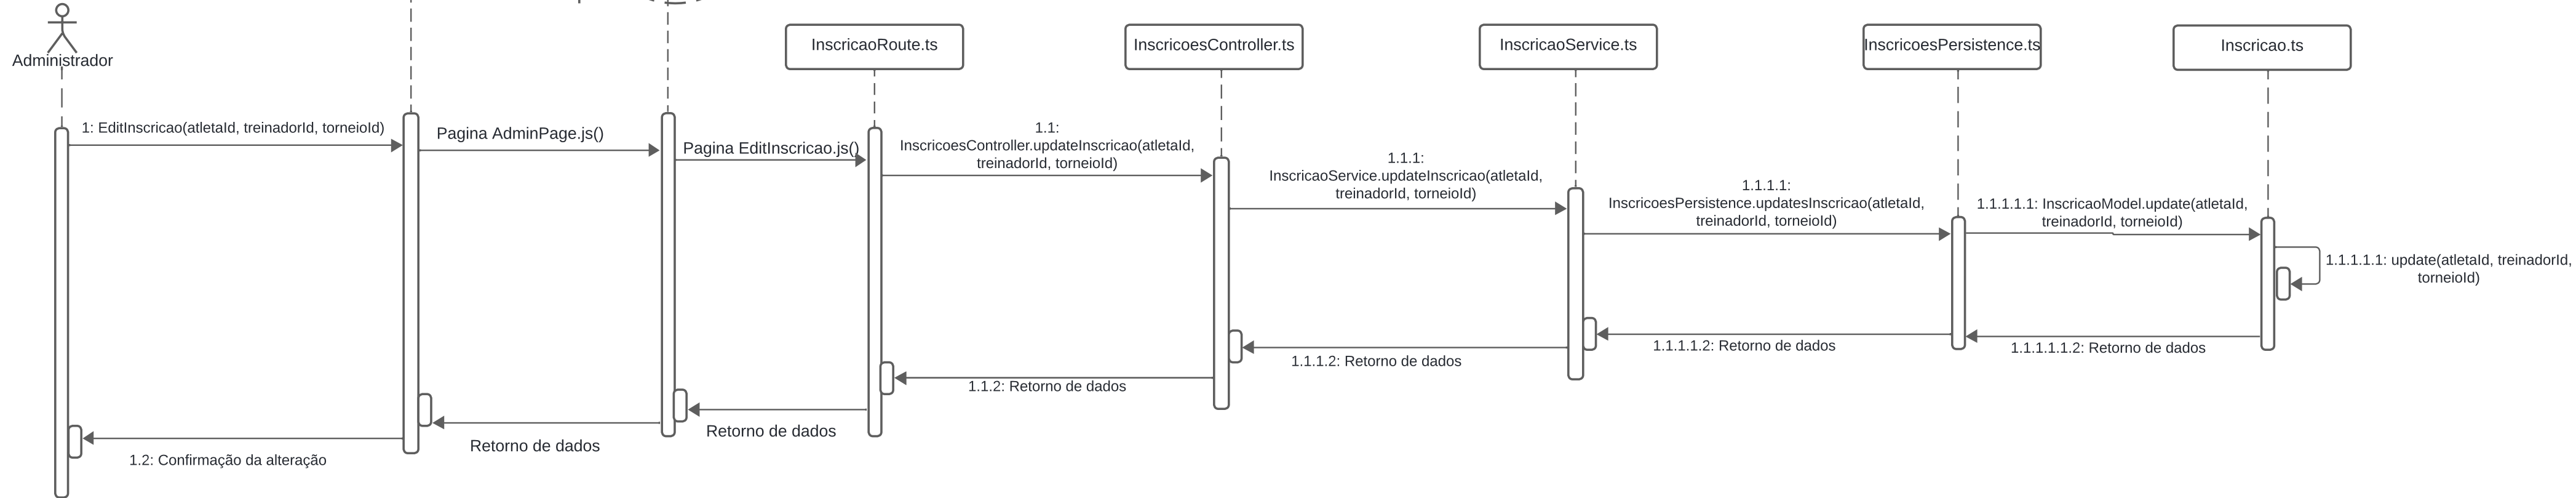 Administrador
InscricaoRoute.ts
InscricoesController.ts
InscricaoService.ts
InscricoesPersistence.ts
Inscricao.ts
1: EditInscricao(atletaId, treinadorId, torneioId)
Pagina AdminPage.js()
Pagina EditInscricao.js()
1.1:
InscricoesController.updateInscricao(atletaId,
treinadorId, torneioId)
1.1.1:
InscricaoService.updateInscricao(atletaId,
treinadorId, torneioId)
1.1.1.1:
InscricoesPersistence.updatesInscricao(atletaId,
treinadorId, torneioId)
1.1.1.1.1: InscricaoModel.update(atletaId,
treinadorId, torneioId)
1.1.1.1.1: update(atletaId, treinadorId,
torneioId)
1.1.1.1.1.2: Retorno de dados
1.1.1.1.2: Retorno de dados
1.1.1.2: Retorno de dados
1.1.2: Retorno de dados
Retorno de dados
Retorno de dados
1.2: Confirmação da alteração